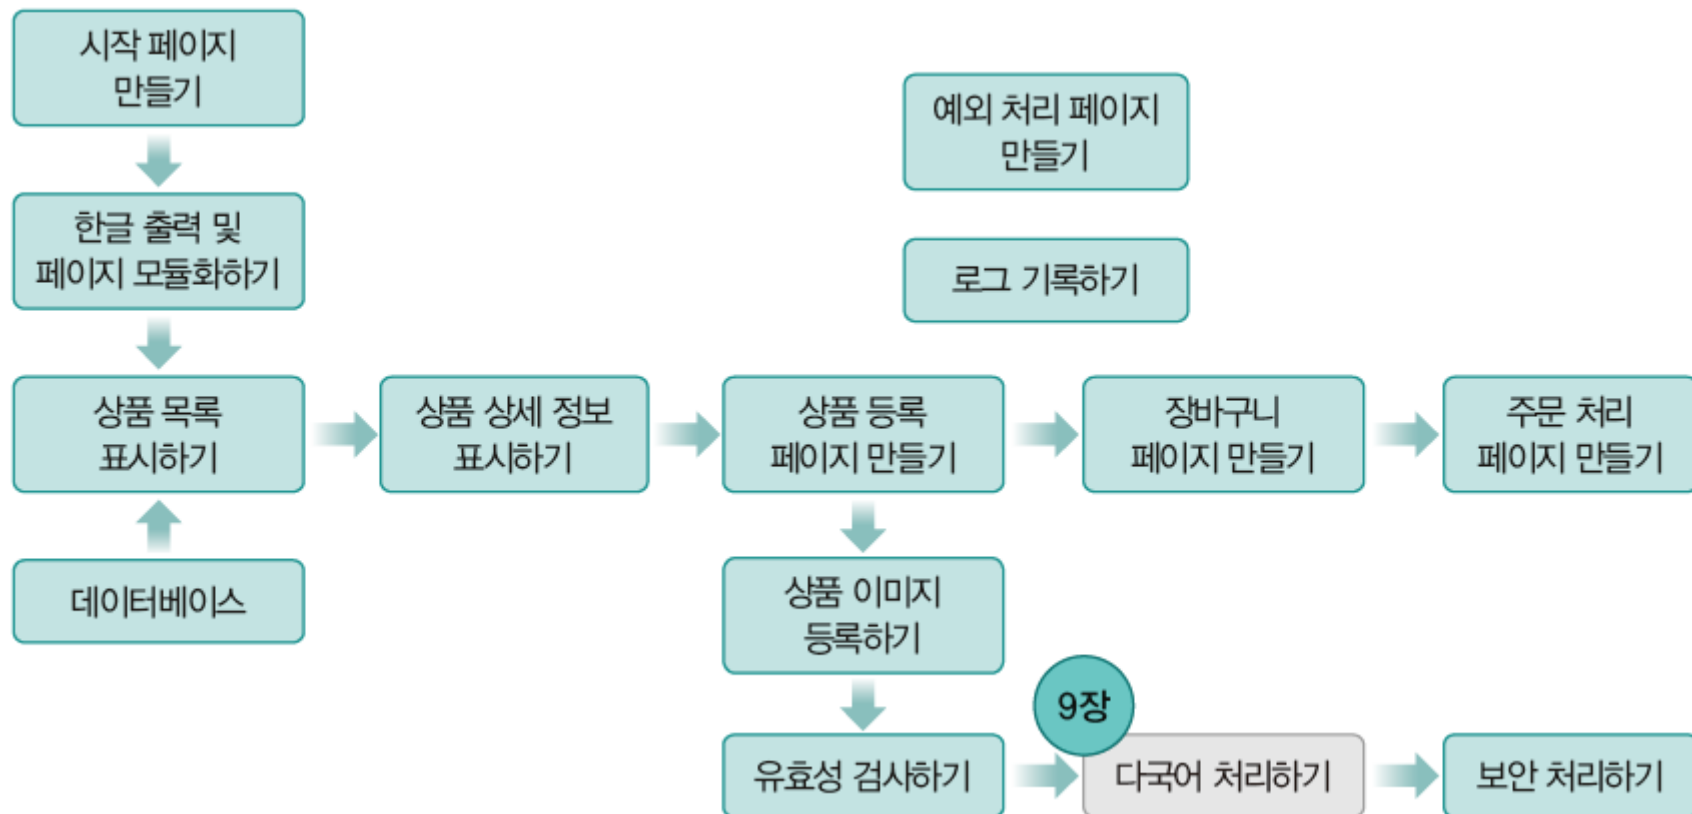 시작 페이지
만들기
예외 처리 페이지
만들기
한글 출력 및
페이지 모듈화하기
로그 기록하기
상품 목록
표시하기
상품 상세 정보
표시하기
상품 등록
페이지 만들기
장바구니
페이지 만들기
주문 처리
페이지 만들기
데이터베이스
상품 이미지
등록하기
9장
유효성 검사하기
다국어 처리하기
보안 처리하기